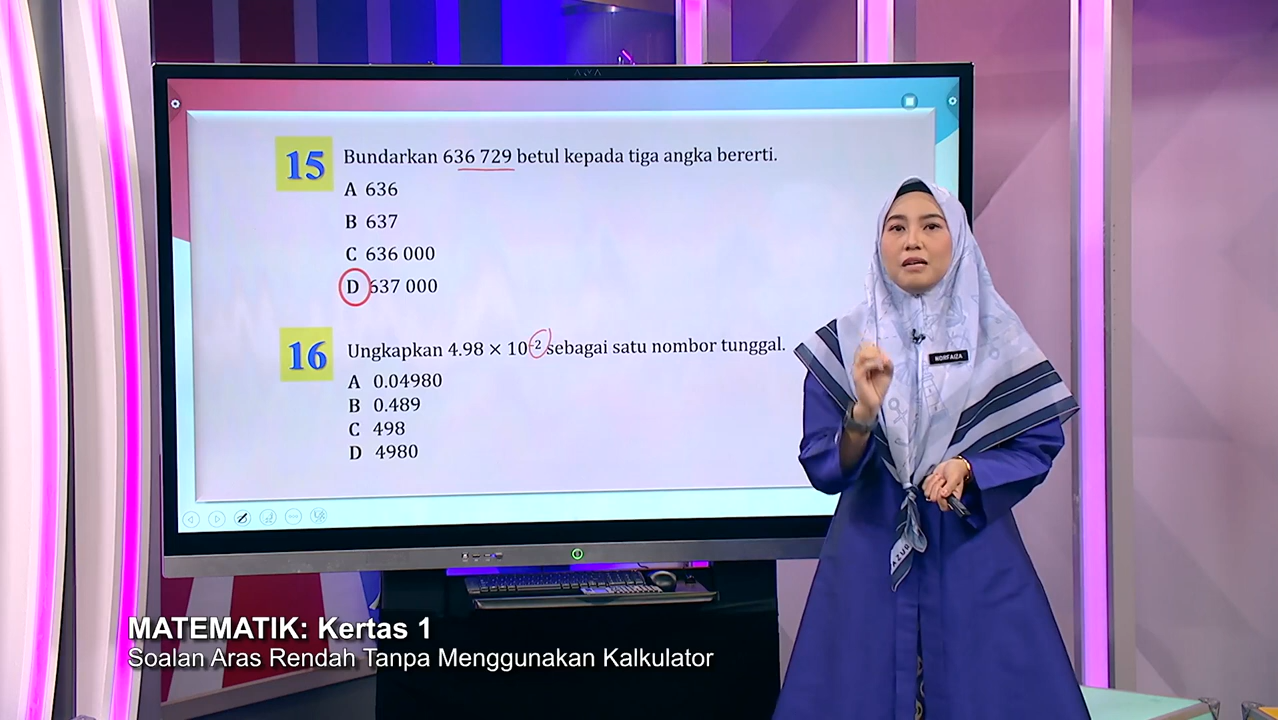 15 Bundarkan 636 729 betul kepada tiga angka bererti.
A 636
B 637
C 636 000
D 637 000
16 Ungkapkan 4.98 × 10⁻² sebagai satu nombor tunggal.
A 0.04980
B 0.489
C 498
D 4980
NORFAIZA
MATEMATIK: Kertas 1
Soalan Aras Rendah Tanpa Menggunakan Kalkulator